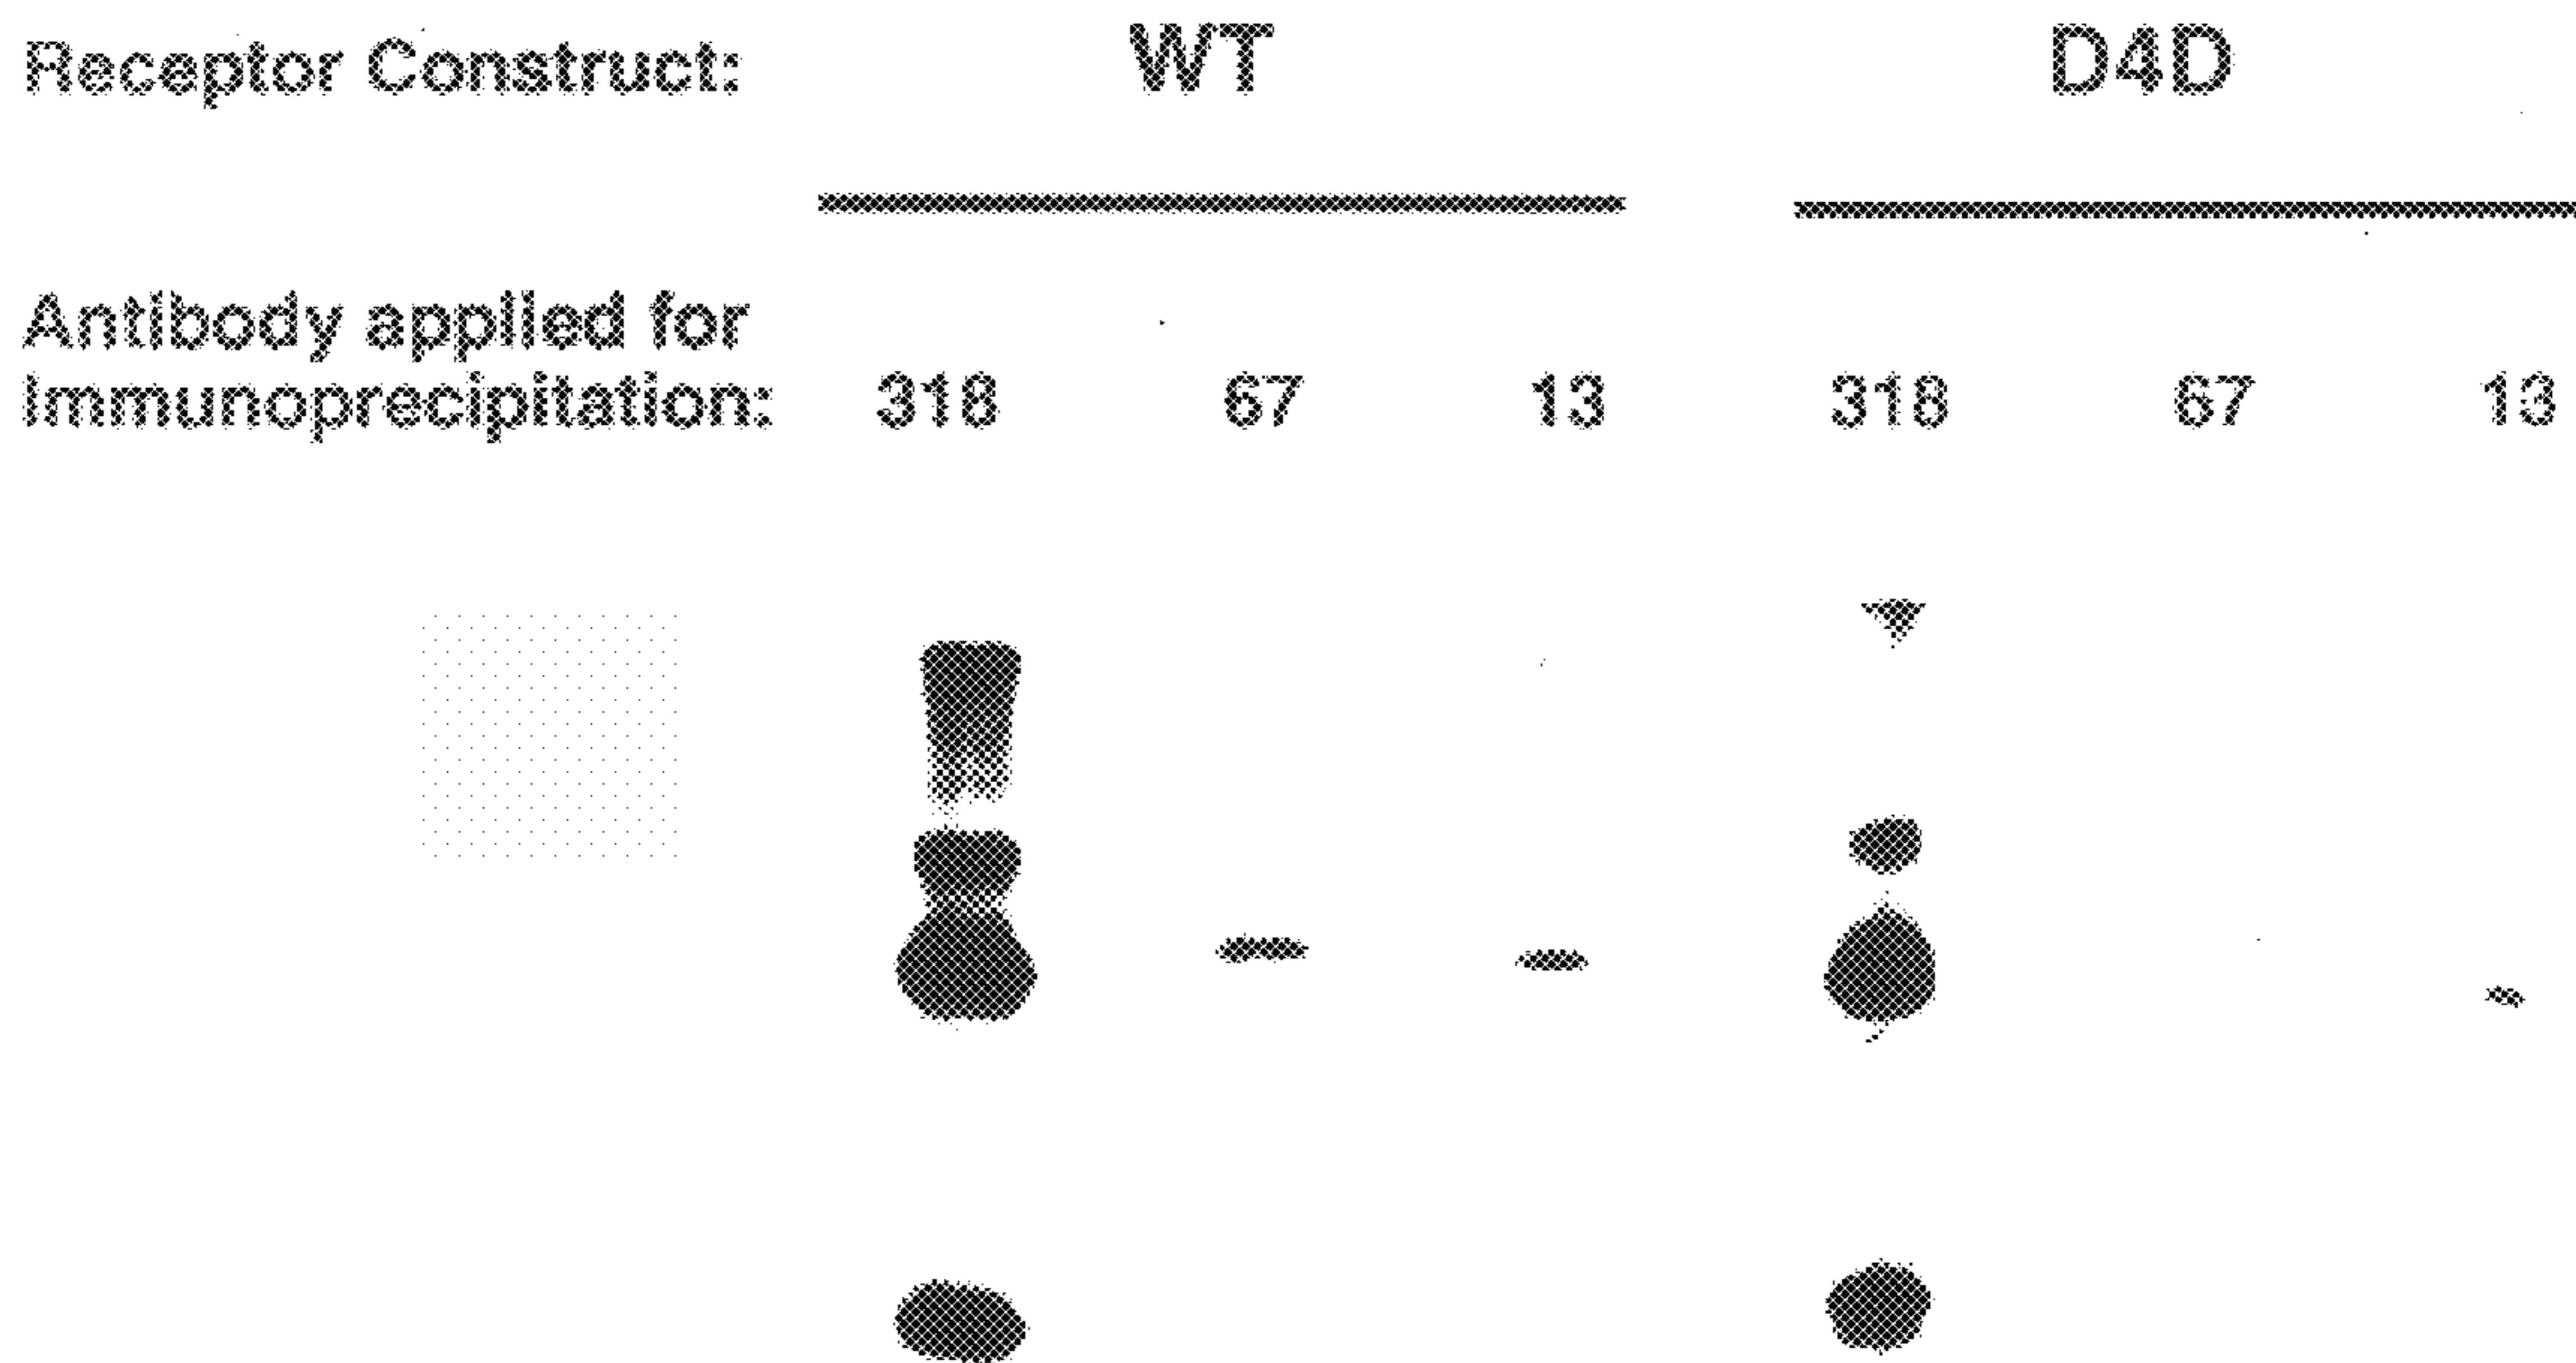 Receptor Construct: WT D4D
Antibody applied for
Immunoprecipitation: 318 67 13 318 67 13